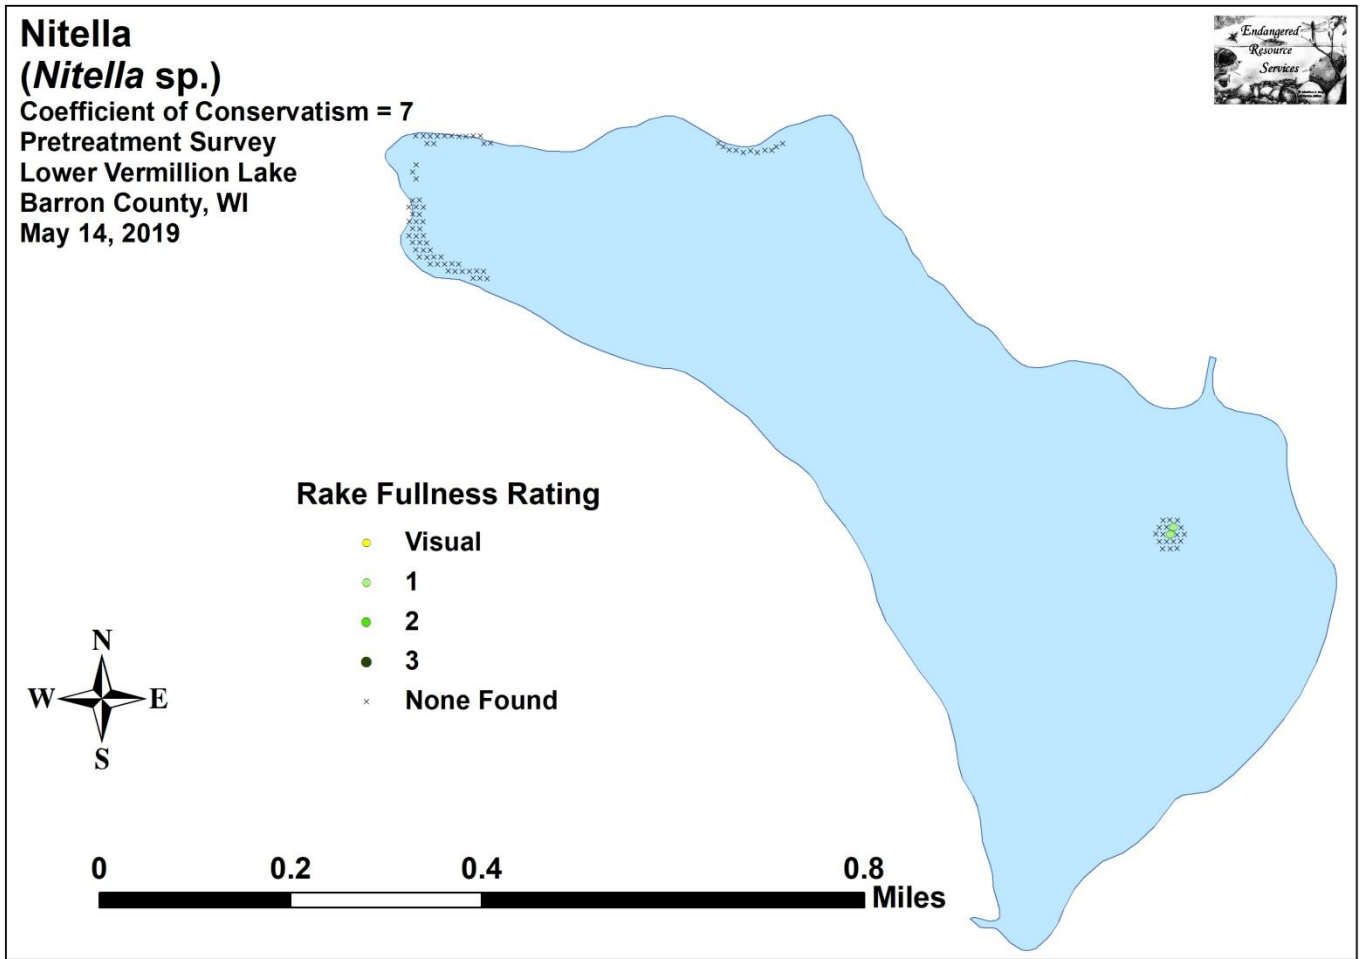 Nitella
(Nitella sp.)
Coefficient of Conservatism = 7
Pretreatment Survey
Lower Vermillion Lake
Barron County, WI
May 14, 2019
Endangered
Resource
Services
Rake Fullness Rating
Visual
1
2
3
None Found
N
W E
S
0 0.2 0.4 0.8
Miles